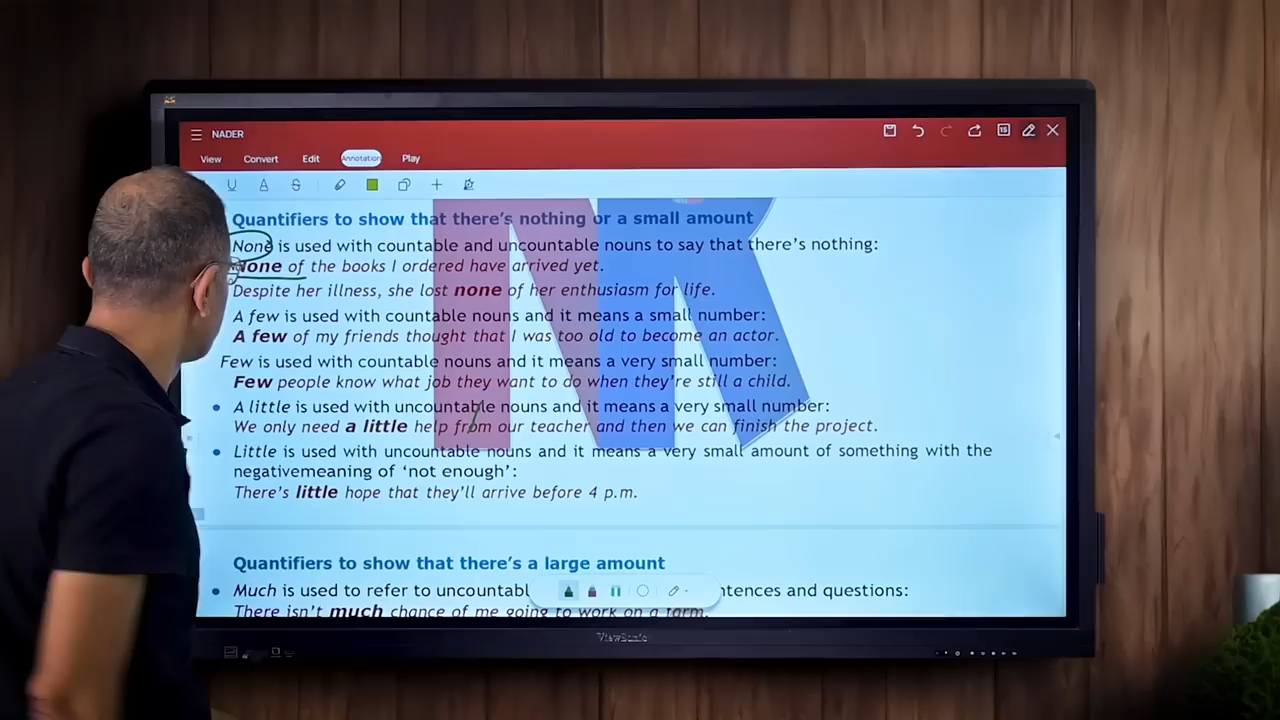 NADER
View Convert Edit Annotation Play
Quantifiers to show that there's nothing or a small amount
None is used with countable and uncountable nouns to say that there's nothing:
None of the books I ordered have arrived yet.
Despite her illness, she lost none of her enthusiasm for life.
A few is used with countable nouns and it means a small number:
A few of my friends thought that I was too old to become an actor.
Few is used with countable nouns and it means a very small number:
Few people know what job they want to do when they're still a child.
• A little is used with uncountable nouns and it means a very small number:
We only need a little help from our teacher and then we can finish the project.
• Little is used with uncountable nouns and it means a very small amount of something with the
negativemeaning of 'not enough':
There's little hope that they'll arrive before 4 p.m.
Quantifiers to show that there's a large amount
• Much is used to refer to uncountabl ntences and questions:
There isn't much chance of me going to work on a farm.
ViewSonic